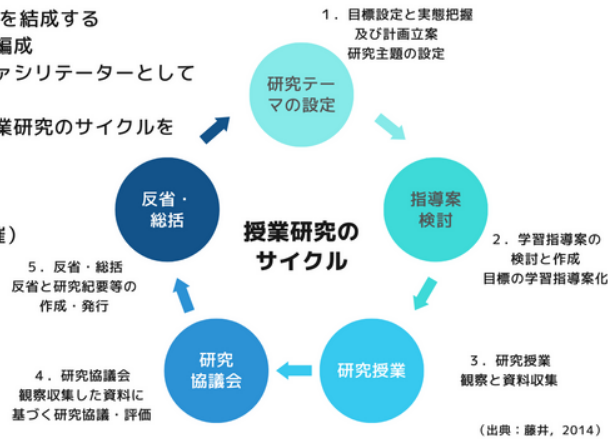 を結成する
編成
ァシリテーターとして
業研究のサイクルを
催）
1．目標設定と実態把握
及び計画立案
研究主題の設定
研究テー
マの設定
指導案
検討
2．学習指導案の
検討と作成
目標の学習指導案化
研究授業
3．研究授業
観察と資料収集
研究
協議会
4．研究協議会
観察収集した資料に
基づく研究協議・評価
反省・
総括
5．反省・総括
反省と研究紀要等の
作成・発行
授業研究の
サイクル
（出典：藤井，2014）